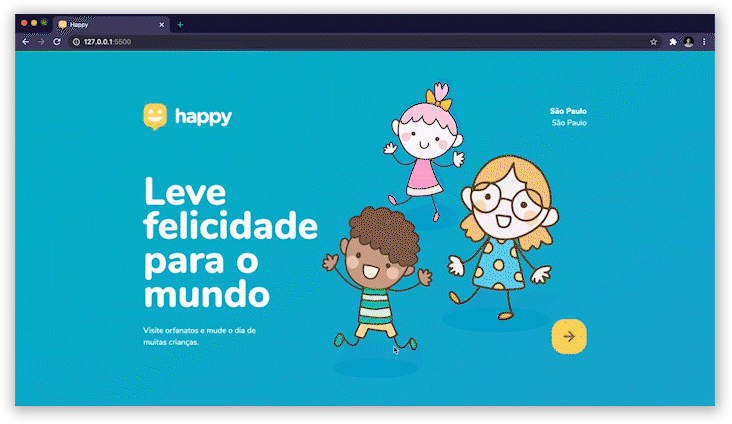 Happy
127.0.0.1:5500
happy
São Paulo
São Paulo
Leve
felicidade
para o
mundo
Visite orfanatos e mude o dia de
muitas crianças.